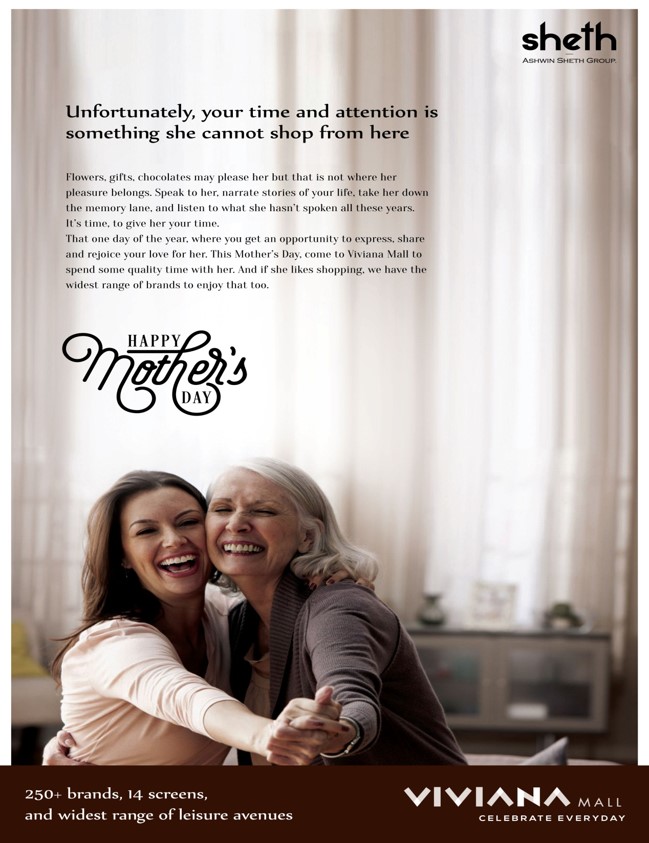 sheth
ASHWIN SHETH GROUP
Unfortunately, your time and attention is
something she cannot shop from here
Flowers, gifts, chocolates may please her but that is not where her
pleasure belongs. Speak to her, narrate stories of your life, take her down
the memory lane, and listen to what she hasn't spoken all these years.
It's time, to give her your time.
That one day of the year, where you get an opportunity to express, share
and rejoice your love for her. This Mother's Day, come to Viviana Mall to
spend some quality time with her. And if she likes shopping, we have the
widest range of brands to enjoy that too.
HAPPY
Mother's
DAY
250+ brands, 14 screens,
and widest range of leisure avenues
VIVIANA MALL
CELEBRATE EVERYDAY